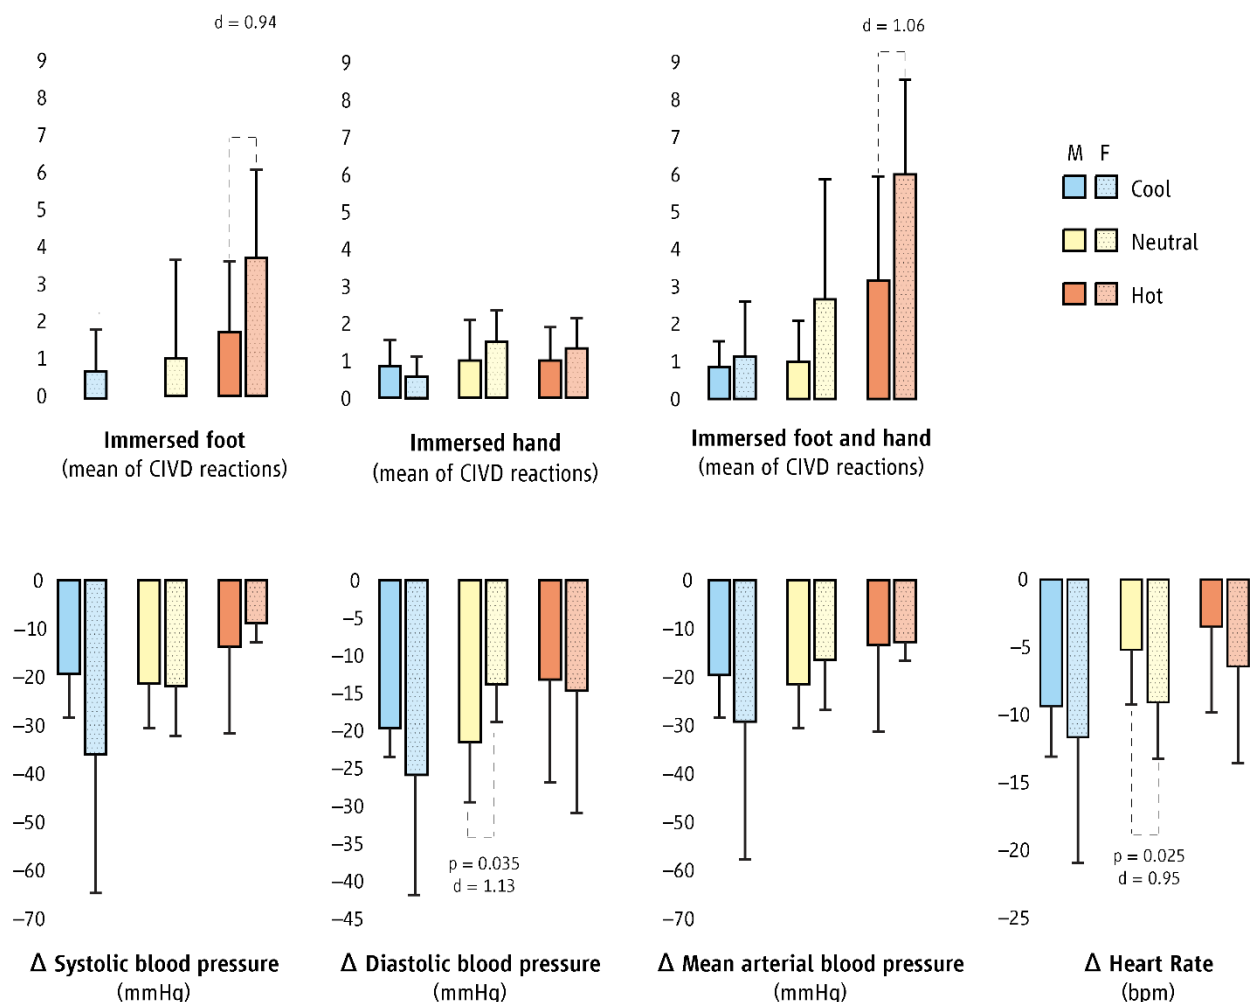 d = 0.94
9
8
7
6
5
4
3
2
1
0
Immersed foot
(mean of CIVD reactions)
9
8
7
6
5
4
3
2
1
0
Immersed hand
(mean of CIVD reactions)
d = 1.06
9
8
7
6
5
4
3
2
1
0
Immersed foot and hand
(mean of CIVD reactions)
M F
Cool
Neutral
Hot
0
−10
−20
−30
−40
−50
−60
−70
Δ Systolic blood pressure
(mmHg)
0
−5
−10
−15
−20
−25
−30
−35
−40
−45
p = 0.035
d = 1.13
Δ Diastolic blood pressure
(mmHg)
0
−10
−20
−30
−40
−50
−60
−70
Δ Mean arterial blood pressure
(mmHg)
0
−5
−10
−15
−20
−25
p = 0.025
d = 0.95
Δ Heart Rate
(bpm)